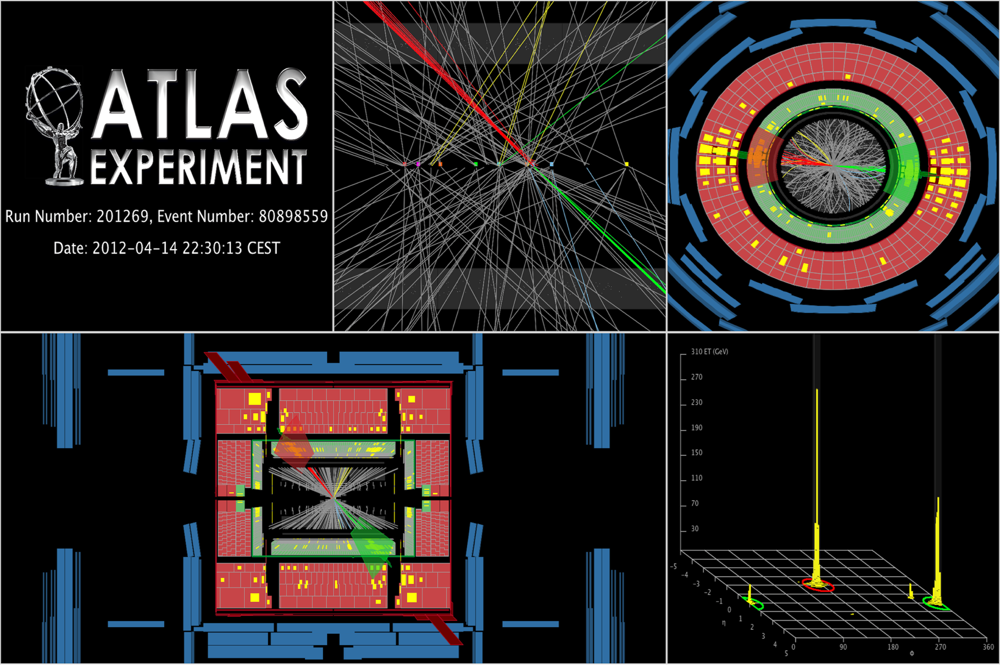 ATLAS
EXPERIMENT
Run Number: 201269, Event Number: 80898559
Date: 2012-04-14 22:30:13 CEST
310 ET (GeV)
270
230
190
150
110
70
30
-5
-4
-3
-2
-1
0
1
2
3
4
5
η
0 90 180 270 360
Φ